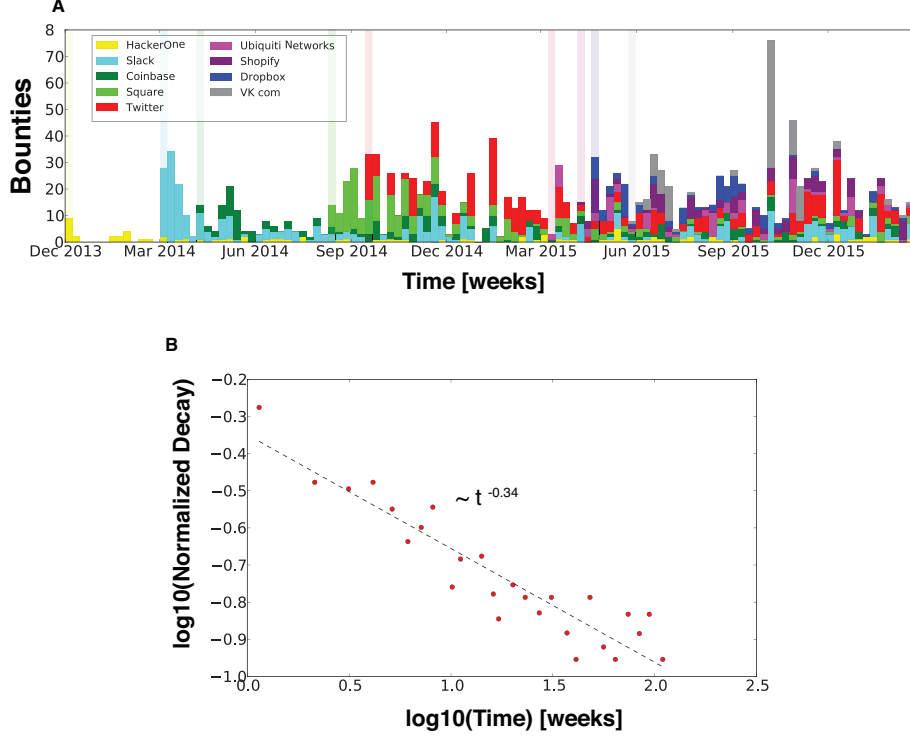 A
Bounties
8
70
60
50
40
30
20
10
0
HackerOne
Slack
Coinbase
Square
Twitter
Ubiquiti Networks
Shopify
Dropbox
VK com
Dec 2013 Mar 2014 Jun 2014 Sep 2014 Dec 2014 Mar 2015 Jun 2015 Sep 2015 Dec 2015
Time [weeks]
B
log10(Normalized Decay)
−0.2
−0.3
−0.4
−0.5
−0.6
−0.7
−0.8
−0.9
−1.0
~ t -0.34
0.0 0.5 1.0 1.5 2.0 2.5
log10(Time) [weeks]